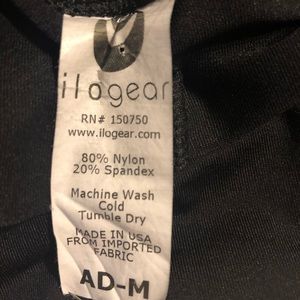 ilogear
RN# 150750
www.ilogear.com
80% Nylon
20% Spandex
Machine Wash
Cold
Tumble Dry
MADE IN USA
FROM IMPORTED
FABRIC
AD-M